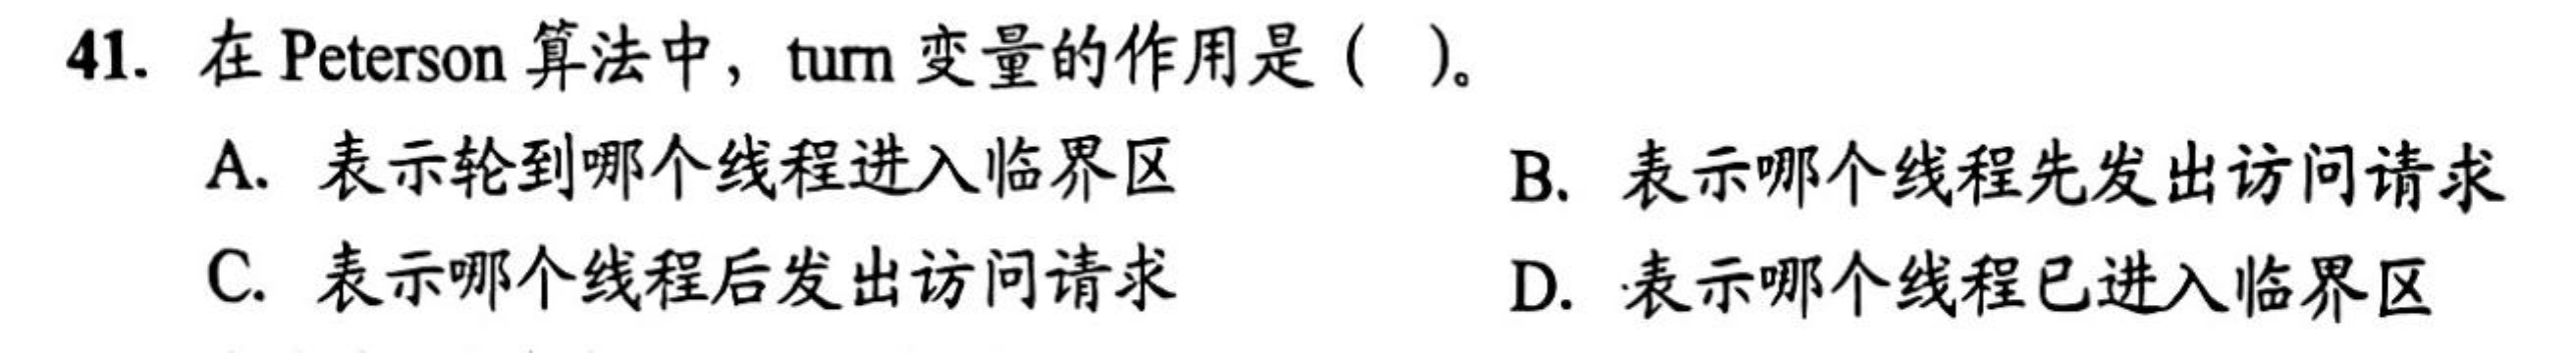 41. 在 Peterson 算法中，turn 变量的作用是（ ）。
A. 表示轮到哪个线程进入临界区 B. 表示哪个线程先发出访问请求
C. 表示哪个线程后发出访问请求 D. 表示哪个线程已进入临界区